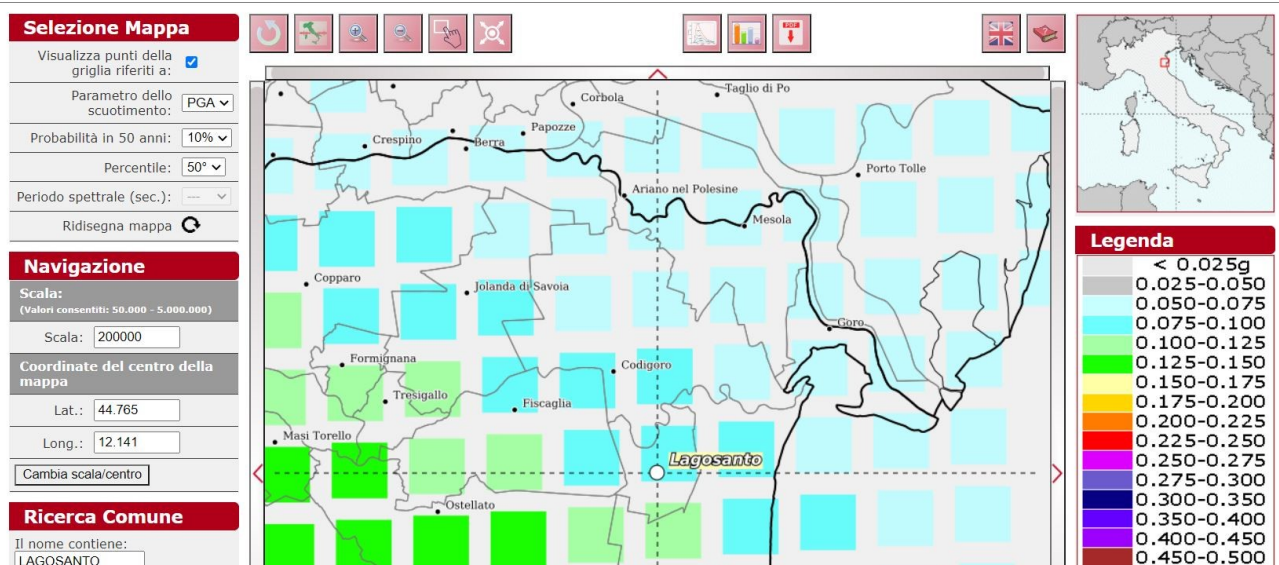 Selezione Mappa
Visualizza punti della
griglia riferiti a:
Parametro dello
scuotimento:
PGA
Probabilità in 50 anni:
10%
Percentile:
50°
Periodo spettrale (sec.):
---
Ridisegna mappa
Navigazione
Scala:
(Valori consentiti: 50.000 - 5.000.000)
Scala:
200000
Coordinate del centro della
mappa
Lat.:
44.765
Long.:
12.141
Cambia scala/centro
Ricerca Comune
Il nome contiene:
LAGOSANTO
PDF
Corbola
Taglio di Po
Crespino
Berra
Papozze
Porto Tolle
Ariano nel Polesine
Mesola
Copparo
Jolanda di Savoia
Goro
Formignana
Codigoro
Tresigallo
Fiscaglia
Masi Torello
Lagosanto
Ostellato
Legenda
< 0.025g
0.025-0.050
0.050-0.075
0.075-0.100
0.100-0.125
0.125-0.150
0.150-0.175
0.175-0.200
0.200-0.225
0.225-0.250
0.250-0.275
0.275-0.300
0.300-0.350
0.350-0.400
0.400-0.450
0.450-0.500